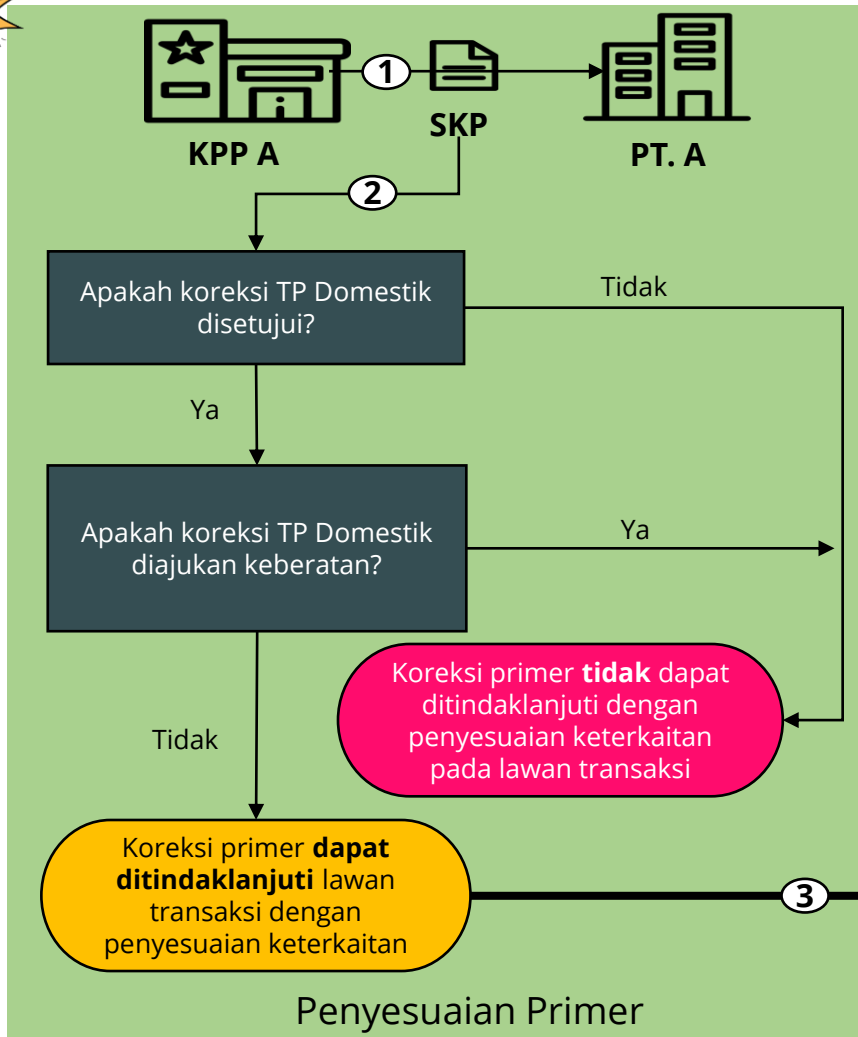 1
SKP
KPP A
PT. A
2
Apakah koreksi TP Domestik
disetujui?
Tidak
Ya
Apakah koreksi TP Domestik
diajukan keberatan?
Ya
Koreksi primer tidak dapat
ditindaklanjuti dengan
penyesuaian keterkaitan
pada lawan transaksi
Tidak
Koreksi primer dapat
ditindaklanjuti lawan
transaksi dengan
penyesuaian keterkaitan
3
Penyesuaian Primer